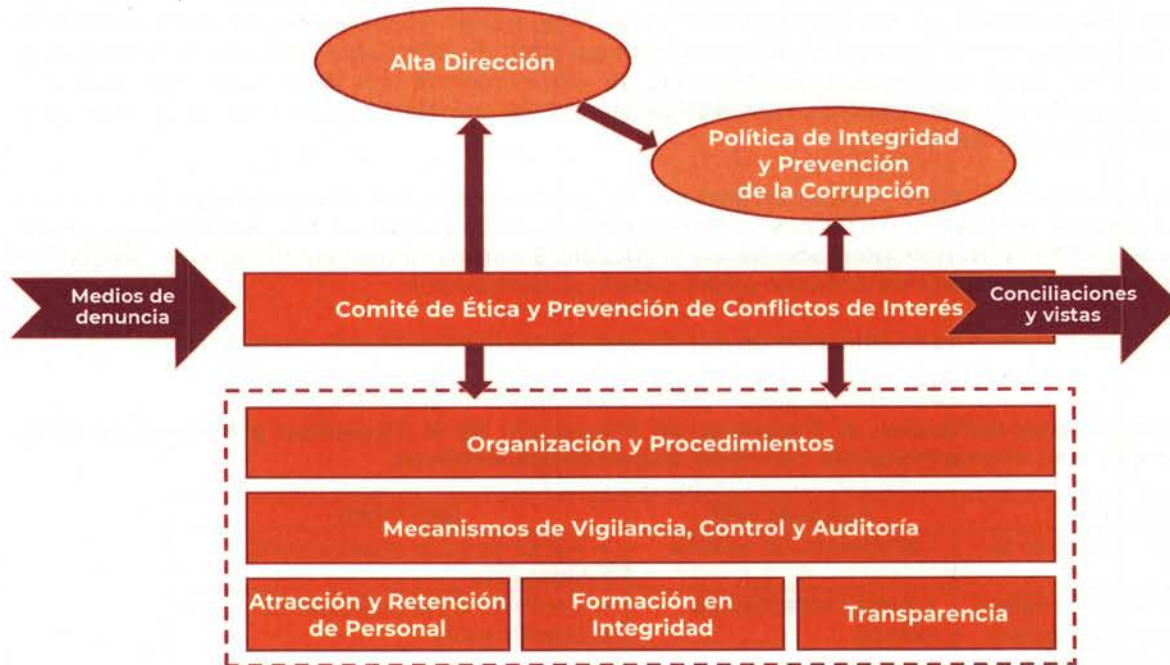 Alta Dirección
Política de Integridad
y Prevención
de la Corrupción
Medios de
denuncia
Comité de Ética y Prevención de Conflictos de Interés
Conciliaciones
y vistas
Organización y Procedimientos
Mecanismos de Vigilancia, Control y Auditoría
Atracción y Retención
de Personal
Formación en
Integridad
Transparencia